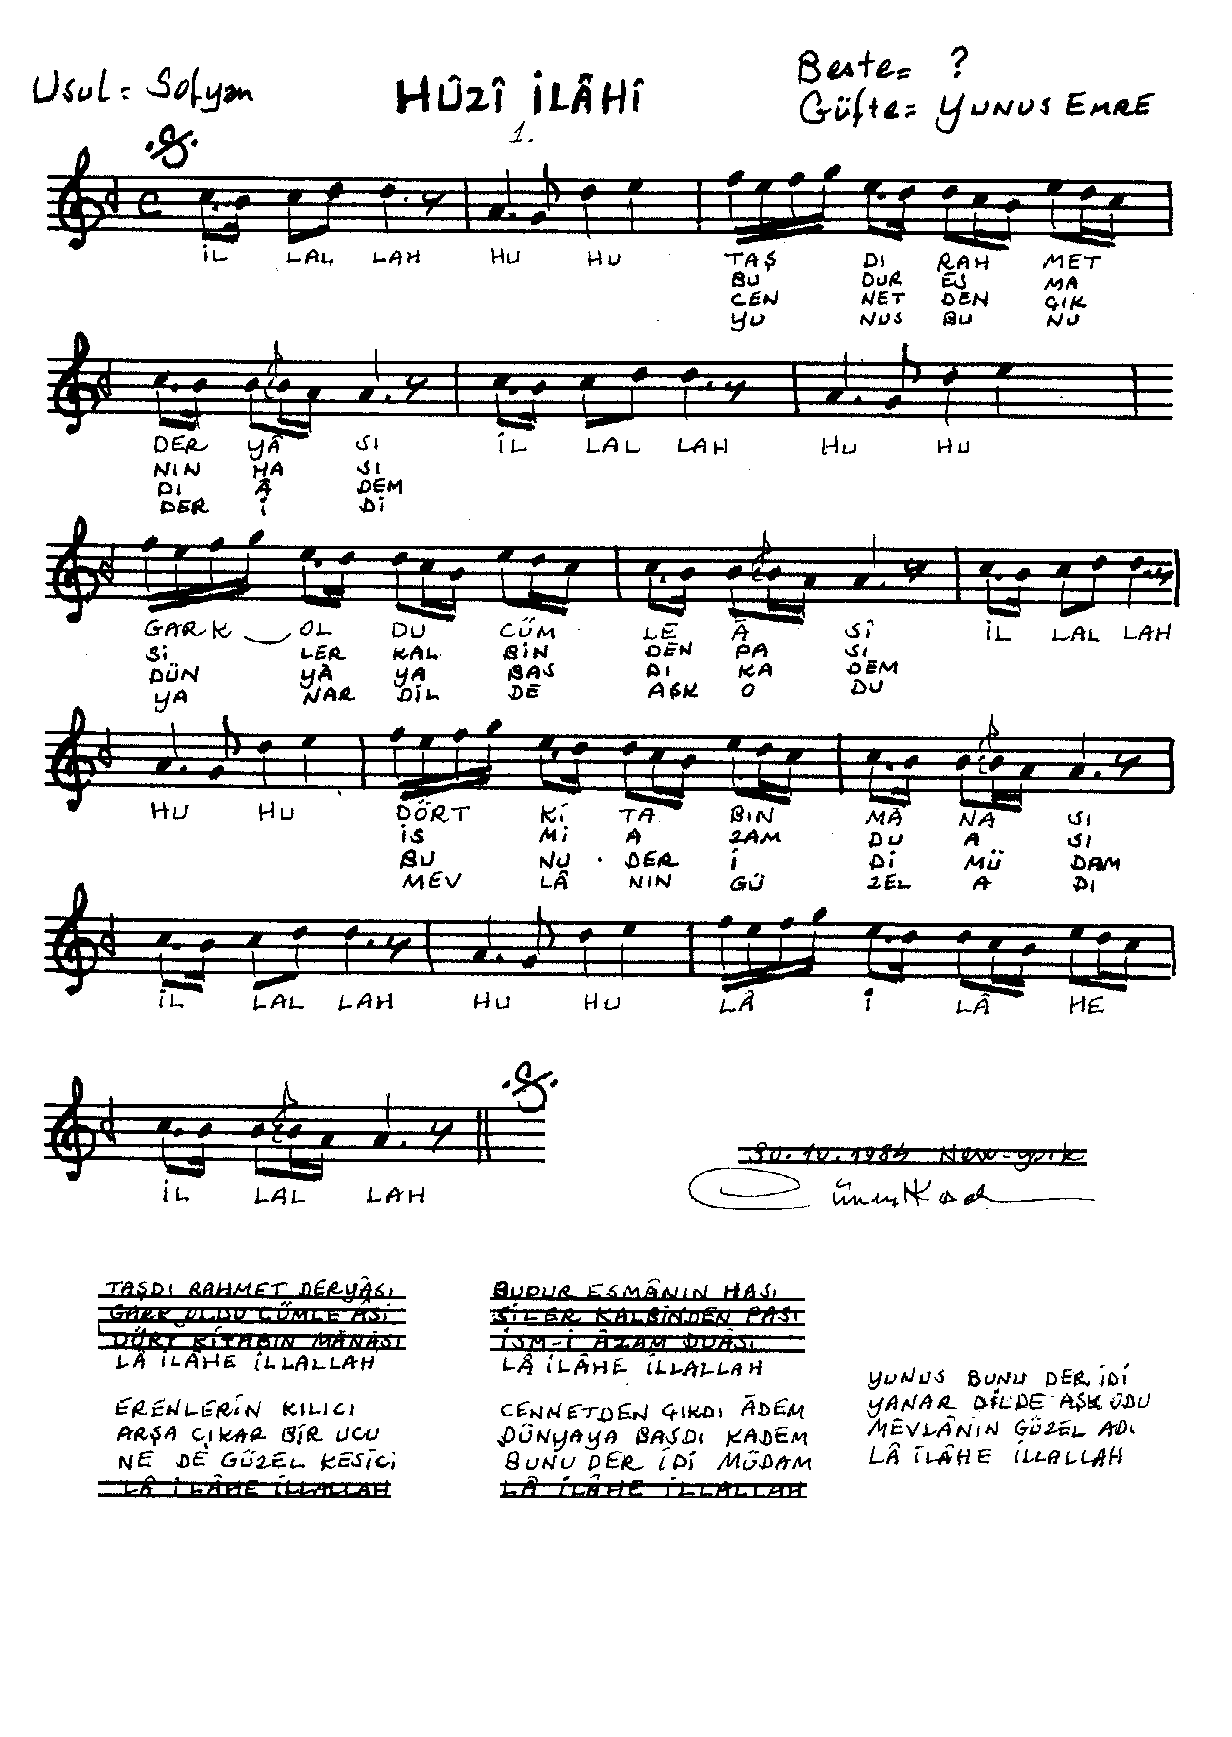 Usul = Sofyan
HÛZÎ İLÂHÎ
1.
Beste = ?
Güfte = YUNUS EMRE
İL LAL LAH HU HU TAŞ DI RAH MET
BU DUR ES MA
CEN NET DEN ÇIK
YU NUS BU NU
DER YÂ SI İL LAL LAH HU HU
NIN HA SI
DI Â DEM
DER İ Dİ
GARK OL DU CÜM LE Â SÎ İL LAL LAH
Sİ LER KAL BİN DEN PA SI
DÜN YÂ YA BAS DI KA DEM
YA NAR DİL DE AŞK O DU
HU HU DÖRT Kİ TA BIN MÂ NA SI
İS Mİ A ZAM DU A SI
BU NU DER İ Dİ MÜ DAM
MEV LÂ NIN GÜ ZEL A DI
İL LAL LAH HU HU LÂ İ LÂ HE
İL LAL LAH
New-York
TAŞDI RAHMET DERYÂSI
GARK OLDU CÜMLE ÂSİ
DÖRT KİTABIN MÂNASI
LÂ İLÂHE İLLALLAH
ERENLERİN KILICI
ARŞA ÇIKAR BİR UCU
NE DE GÜZEL KESİCİ
LÂ İLÂHE İLLALLAH
BUDUR ESMÂNIN HASI
SİLER KALBİNDEN PASI
İSM-İ ÂZAM DUÂSI
LÂ İLÂHE İLLALLAH
CENNETDEN ÇIKDI ÂDEM
DÜNYAYA BASDI KADEM
BUNU DER İDİ MÜDAM
LÂ İLÂHE İLLALLAH
YUNUS BUNU DER İDİ
YANAR DİLDE AŞK ÛDU
MEVLÂNIN GÜZEL ADI
LÂ İLÂHE İLLALLAH